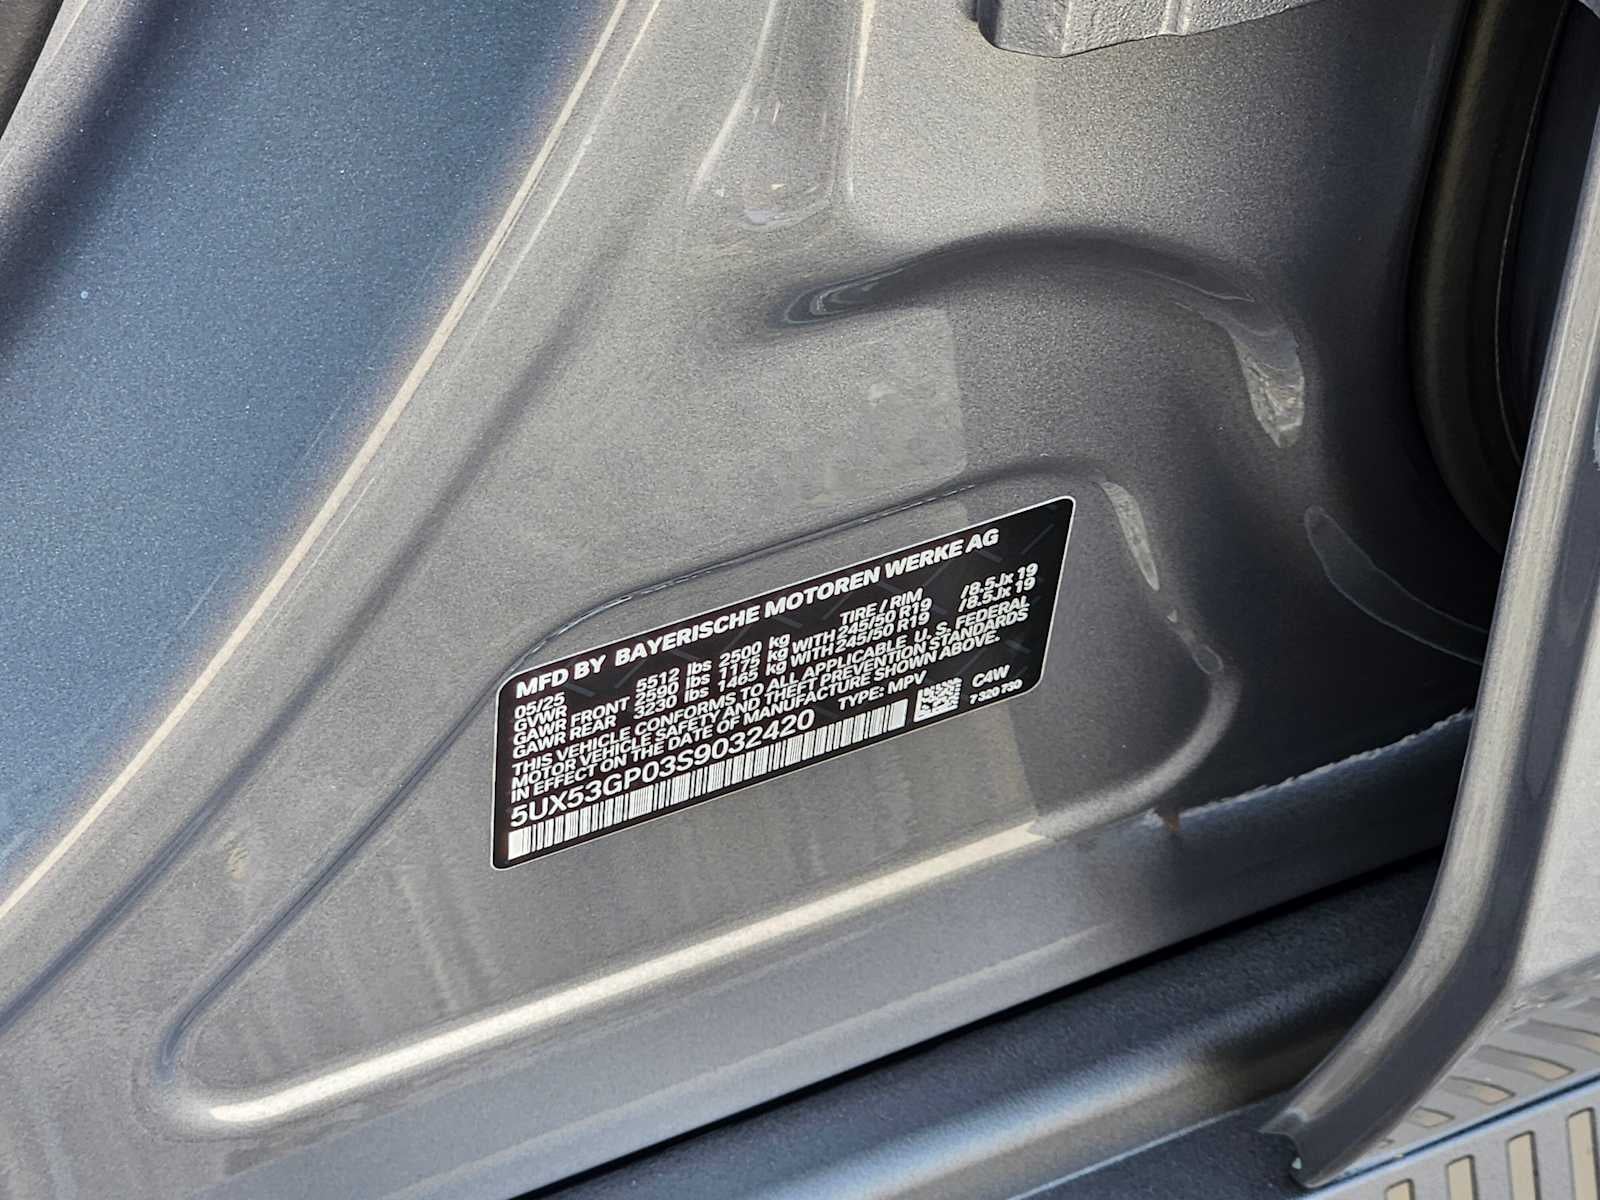 MFD BY BAYERISCHE MOTOREN WERKE AG
05/25 TIRE / RIM
GVWR 5512 lbs 2500 kg
GAWR FRONT 2590 lbs 1175 kg WITH 245/50 R19 /8.5Jx19
GAWR REAR 3230 lbs 1465 kg WITH 245/50 R19 /8.5Jx19
THIS VEHICLE CONFORMS TO ALL APPLICABLE U. S. FEDERAL
MOTOR VEHICLE SAFETY AND THEFT PREVENTION STANDARDS
IN EFFECT ON THE DATE OF MANUFACTURE SHOWN ABOVE.
5UX53GP03S9032420 TYPE: MPV C4W
7 320 730